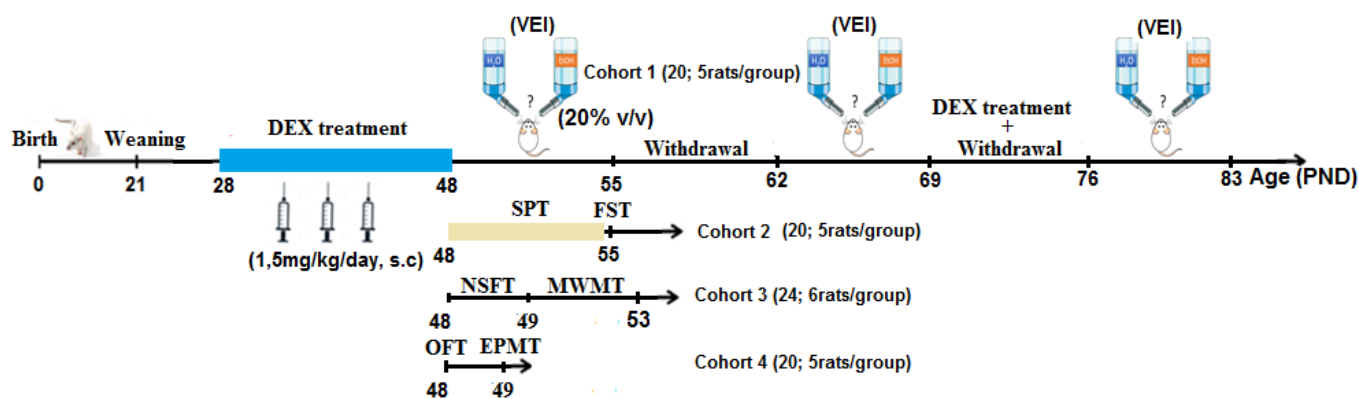 (VEI) (VEI) (VEI)
H₂O EtOH H₂O EtOH H₂O EtOH
Cohort 1 (20; 5rats/group)
? ? ?
(20% v/v)
Birth Weaning DEX treatment Withdrawal DEX treatment
+
Withdrawal
0 21 28 48 55 62 69 76 83 Age (PND)
(1,5mg/kg/day, s.c)
SPT FST
48 55
Cohort 2 (20; 5rats/group)
NSFT MWMT
48 49 53
Cohort 3 (24; 6rats/group)
OFT EPMT
48 49
Cohort 4 (20; 5rats/group)